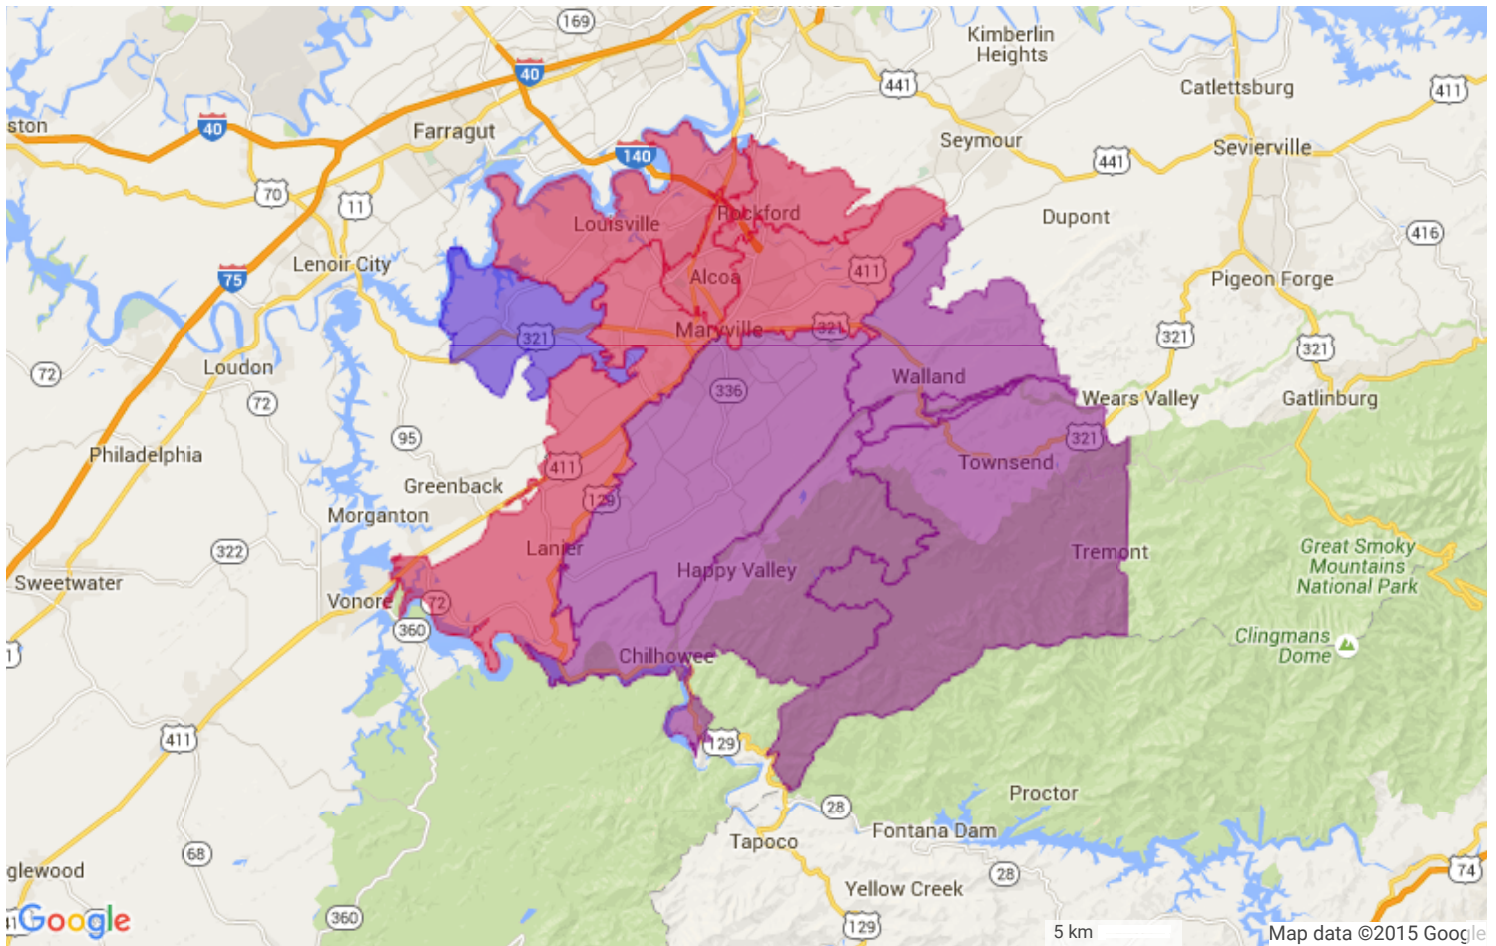 169
Kimberlin
Heights
40
441
Catlettsburg
411
ston
40
Farragut
140
Seymour
441
Sevierville
70
11
Louisville
Rockford
Dupont
416
Lenoir City
75
Alcoa
411
Pigeon Forge
Maryville
321
321
321
321
72
Loudon
336
Walland
72
Wears Valley
Gatlinburg
95
321
Philadelphia
411
Townsend
Greenback
129
Morganton
322
Lanier
Tremont
Great Smoky
Mountains
National Park
Sweetwater
Happy Valley
Vonore
72
360
1
Chilhowee
Clingmans
Dome
411
129
Proctor
28
Tapoco
Fontana Dam
68
glewood
28
74
Yellow Creek
41
Google
360
129
5 km
Map data ©2015 Google